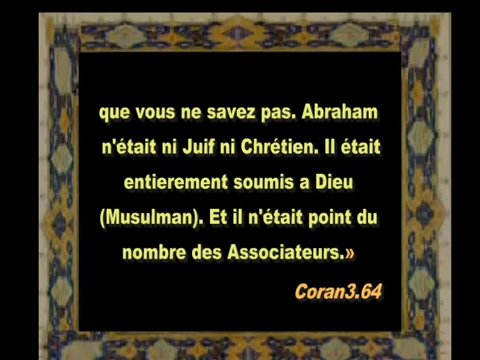 que vous ne savez pas. Abraham
n'était ni Juif ni Chrétien. Il était
entierement soumis a Dieu
(Musulman). Et il n'était point du
nombre des Associateurs.»
Coran3.64